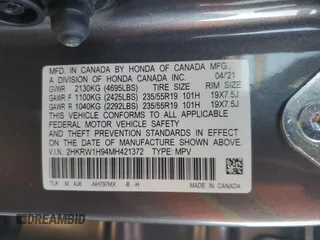 MFD. IN CANADA BY HONDA OF CANADA MFG.,
A DIVISION OF HONDA CANADA INC. 04/21
GVWR 2130KG (4695LBS) TIRE SIZE RIM SIZE
GAWR F 1100KG (2425LBS) 235/55R19 101H 19X7.5J
GAWR R 1040KG (2292LBS) 235/55R19 101H 19X7.5J
THIS VEHICLE CONFORMS TO ALL APPLICABLE
FEDERAL MOTOR VEHICLE SAFETY
AND THEFT PREVENTION STANDARDS IN EFFECT ON
THE DATE OF MANUFACTURE SHOWN ABOVE.
V.I.N.: 2HKRW1H94MH421372 TYPE: MPV
-B -H
MADE IN CANADA
DREAMBID